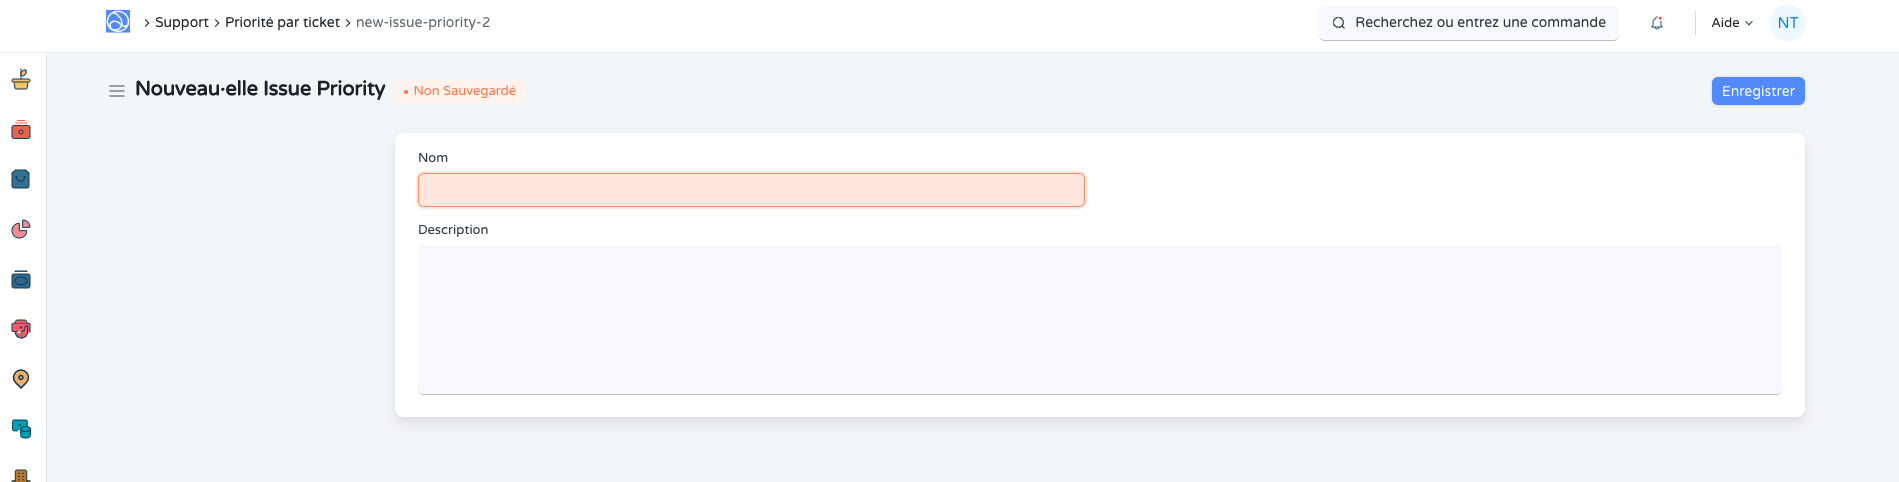 Support Priorité par ticket new-issue-priority-2 Recherchez ou entrez une commande Aide NT
Nouveau·elle Issue Priority Non Sauvegardé Enregistrer
Nom
Description